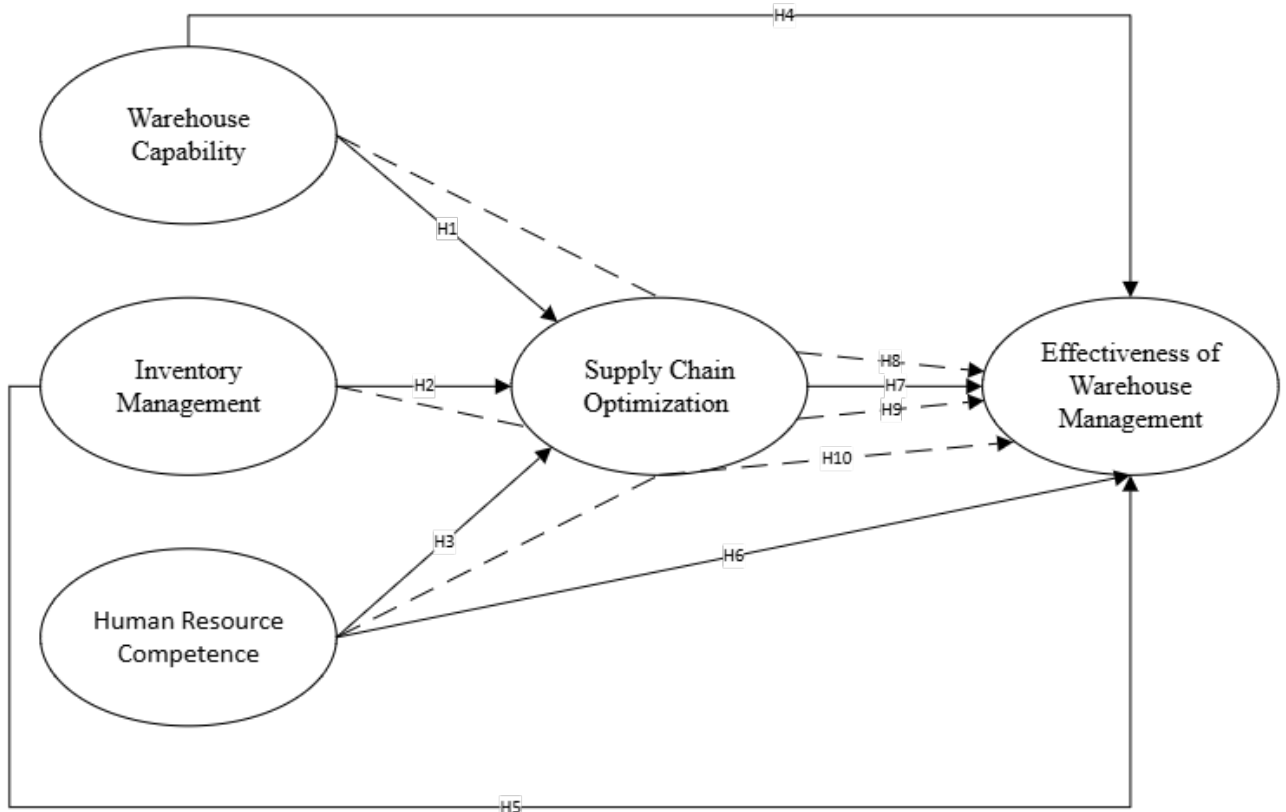 H4
Warehouse
Capability
H1
Inventory
Management
H2
Supply Chain
Optimization
H8
H7
H9
Effectiveness of
Warehouse
Management
H10
H3
H6
Human Resource
Competence
H5